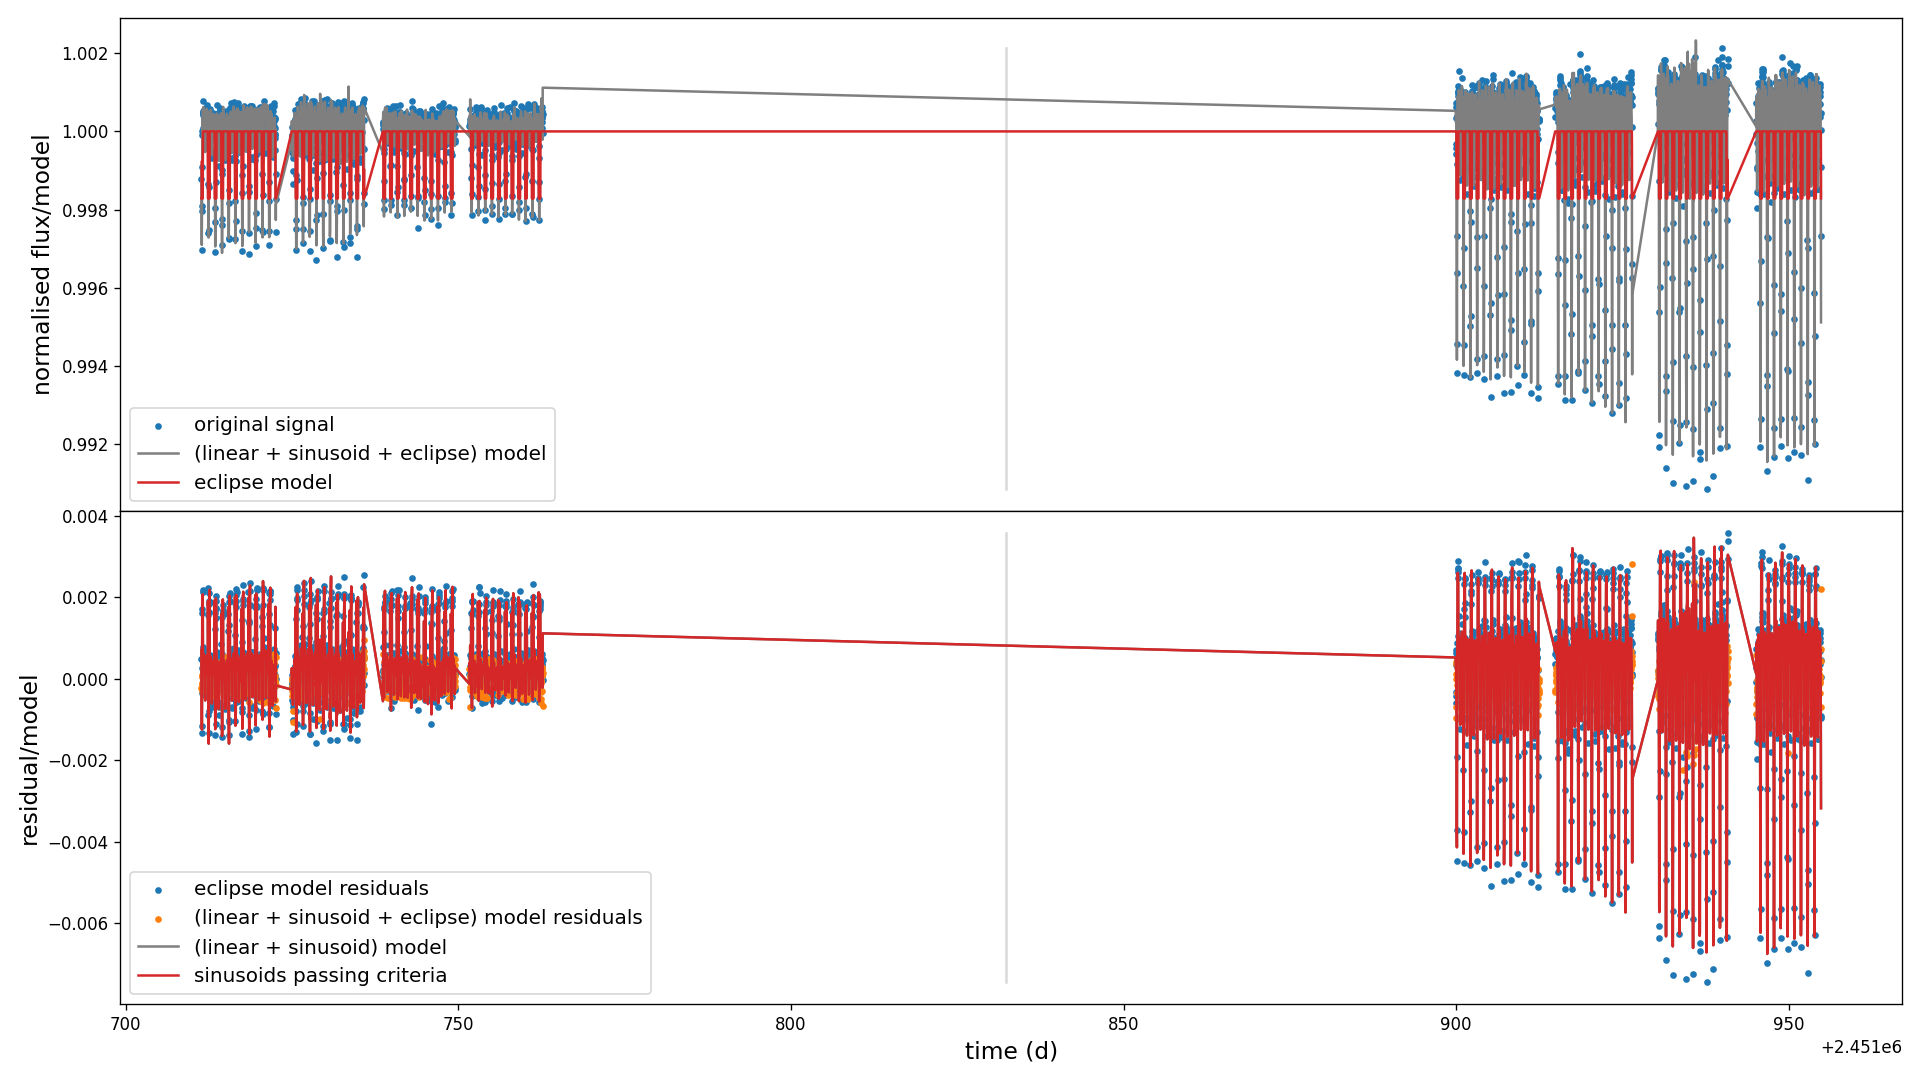 1.002
1.000
0.998
0.996
0.994
0.992
normalised flux/model
original signal
(linear + sinusoid + eclipse) model
eclipse model
0.004
0.002
0.000
−0.002
−0.004
−0.006
residual/model
eclipse model residuals
(linear + sinusoid + eclipse) model residuals
(linear + sinusoid) model
sinusoids passing criteria
700 750 800 850 900 950
time (d)
+2.451e6